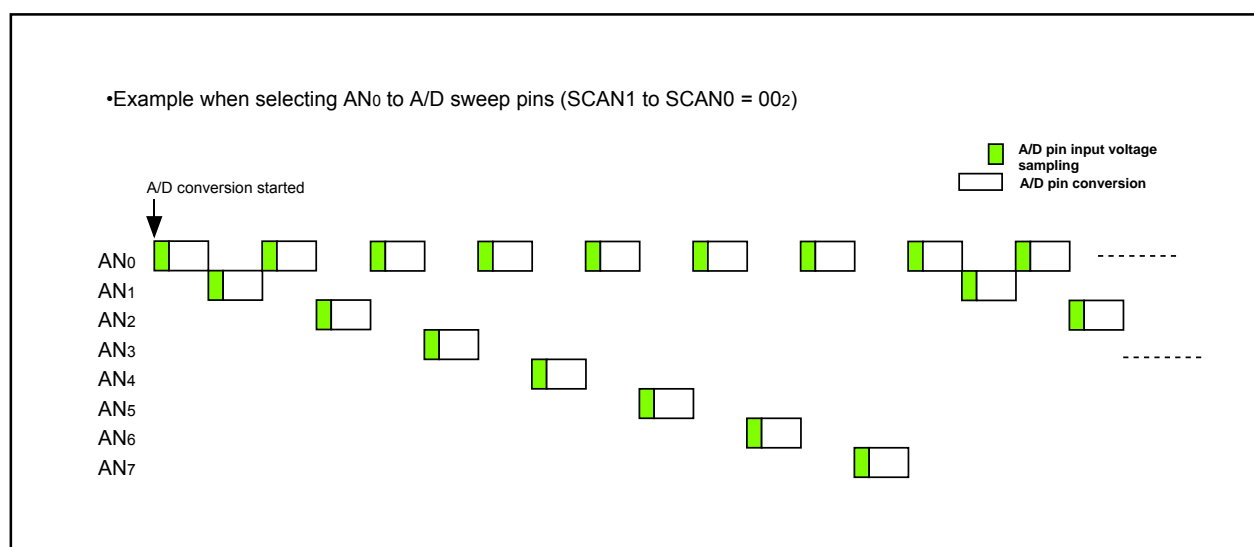 •Example when selecting AN0 to A/D sweep pins (SCAN1 to SCAN0 = 002)
A/D pin input voltage
sampling
A/D pin conversion
A/D conversion started
AN0
AN1
AN2
AN3
AN4
AN5
AN6
AN7